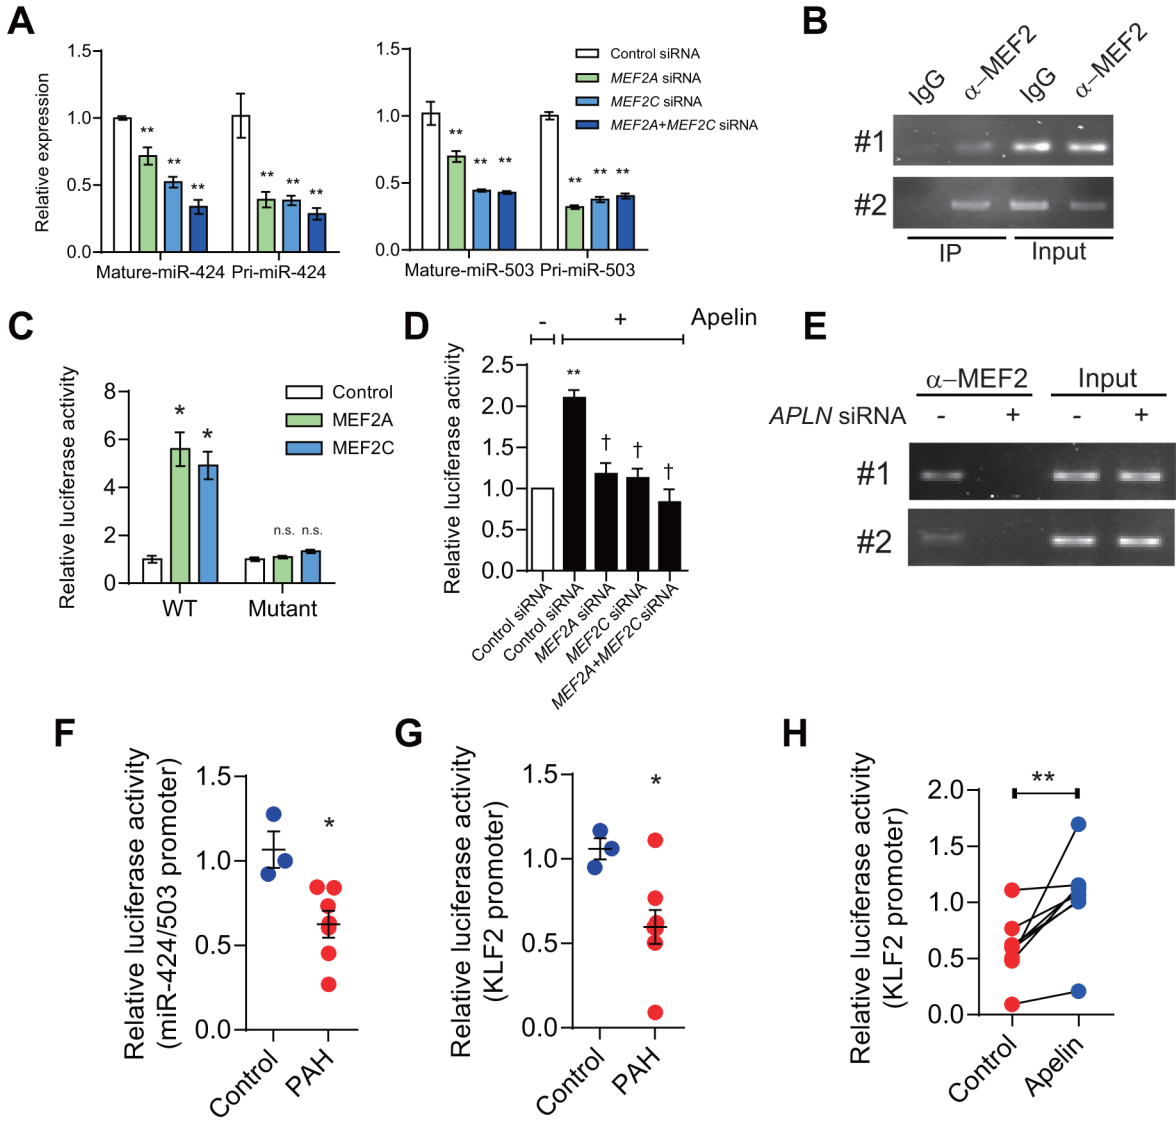 A
Relative expression
1.5
1.0
0.5
0.0
** ** **
** ** **
Mature-miR-424 Pri-miR-424
1.5
1.0
0.5
0.0
** ** **
** ** **
Mature-miR-503 Pri-miR-503
Control siRNA
MEF2A siRNA
MEF2C siRNA
MEF2A+MEF2C siRNA
B
IgG α–MEF2 IgG α–MEF2
#1
#2
IP Input
C
Relative luciferase activity
8
6
4
2
0
* *
n.s. n.s.
WT Mutant
Control
MEF2A
MEF2C
D
- + Apelin
Relative luciferase activity
2.5
2.0
1.5
1.0
0.5
0.0
** † † †
Control siRNA
Control siRNA
MEF2A siRNA
MEF2C siRNA
MEF2A+MEF2C siRNA
E
α–MEF2 Input
APLN siRNA - + - +
#1
#2
F
Relative luciferase activity
(miR-424/503 promoter)
1.5
1.0
0.5
0.0
*
Control PAH
G
Relative luciferase activity
(KLF2 promoter)
1.5
1.0
0.5
0.0
*
Control PAH
H
Relative luciferase activity
(KLF2 promoter)
2.0
1.5
1.0
0.5
0.0
**
Control Apelin